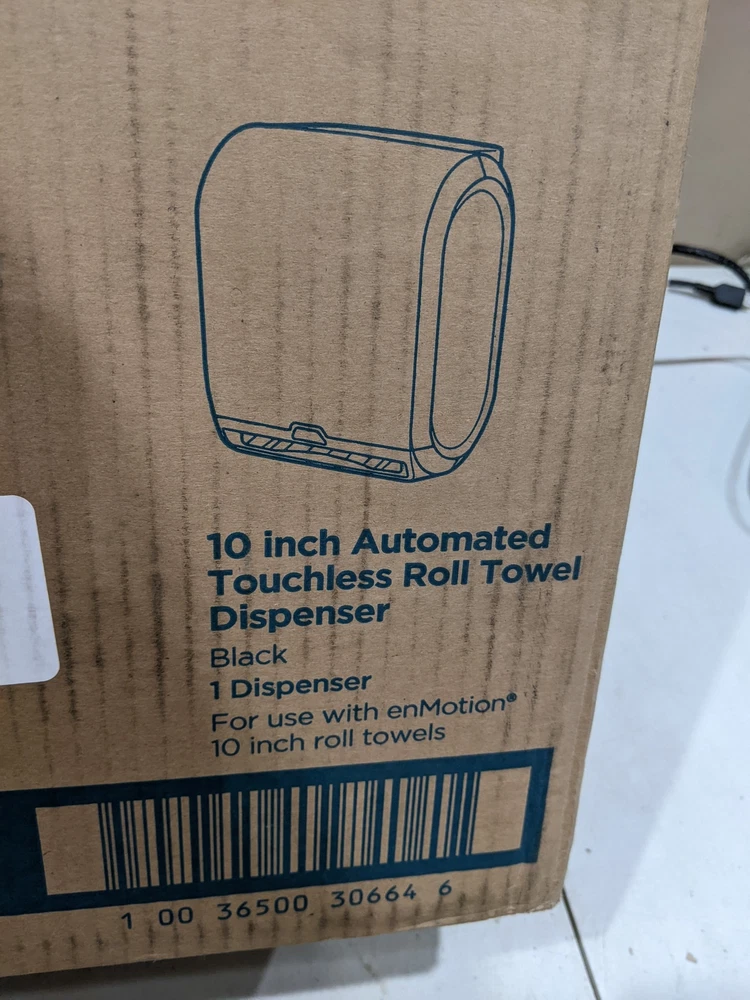 10 inch Automated
Touchless Roll Towel
Dispenser
Black
1 Dispenser
For use with enMotion®
10 inch roll towels
1 00 36500 30664 6